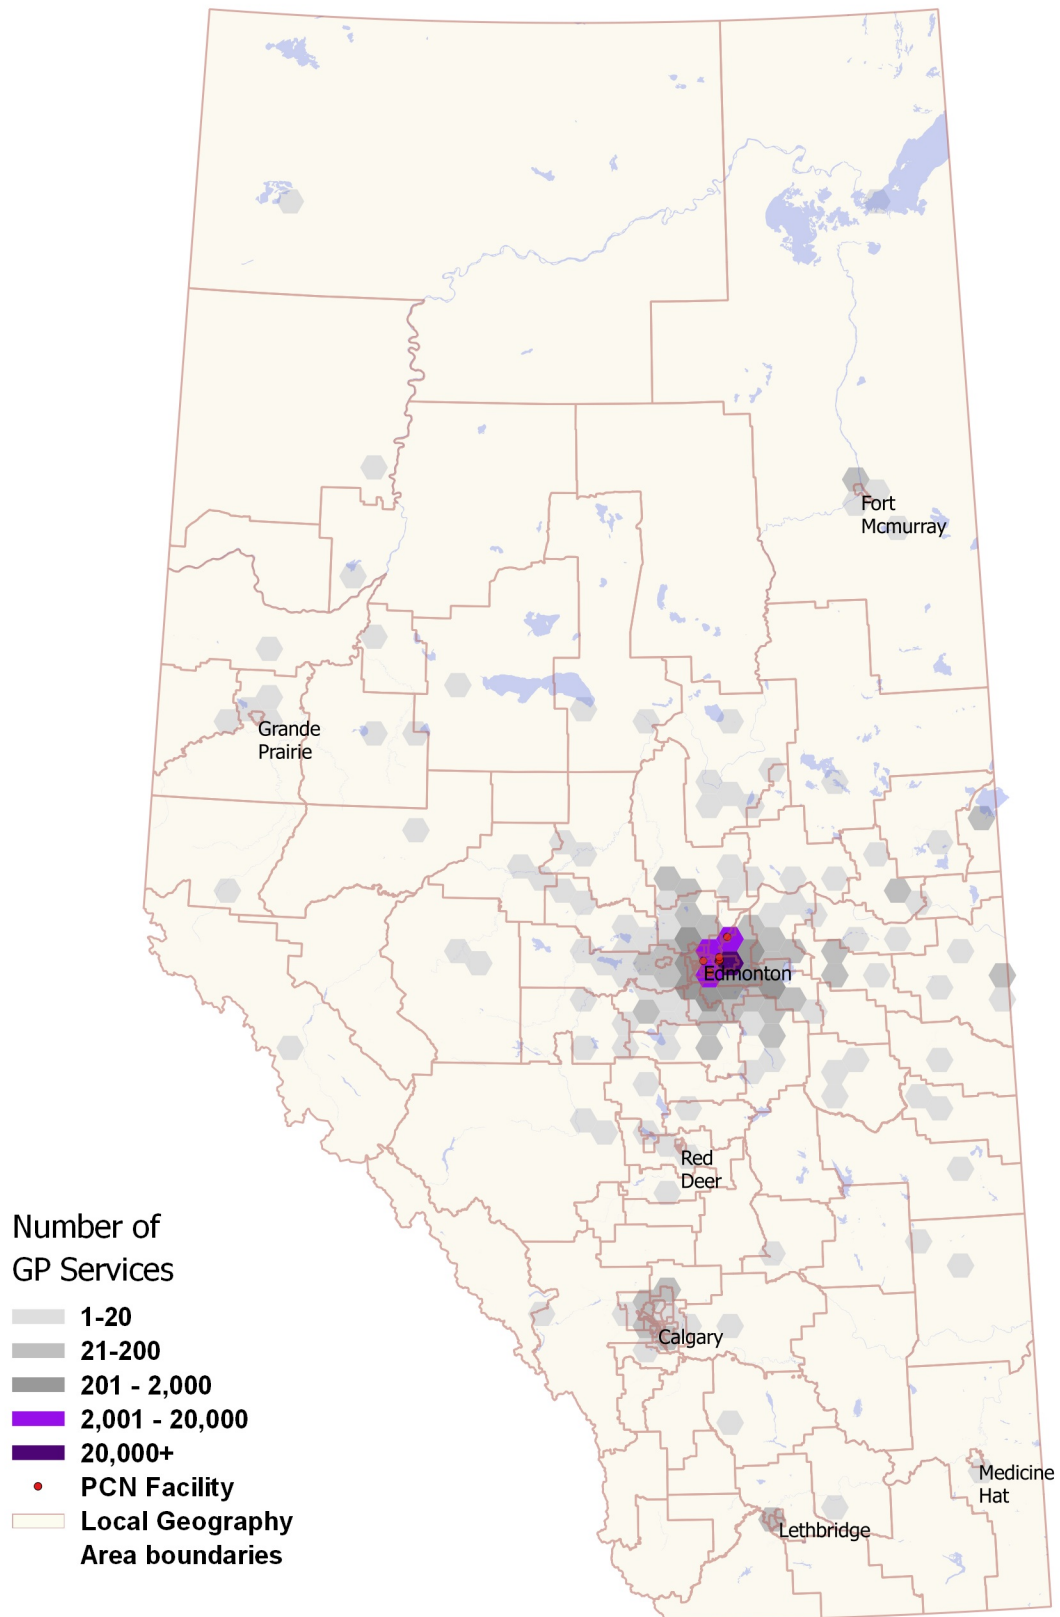 Fort
Mcmurray
Grande
Prairie
Edmonton
Red
Deer
Number of
GP Services
1-20
21-200
201 - 2,000
2,001 - 20,000
20,000+
PCN Facility
Local Geography
Area boundaries
Calgary
Medicine
Hat
Lethbridge